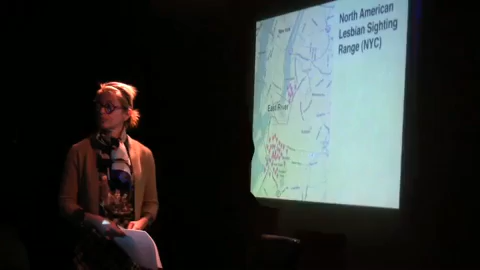 North American
Lesbian Sighting
Range (NYC)
East River